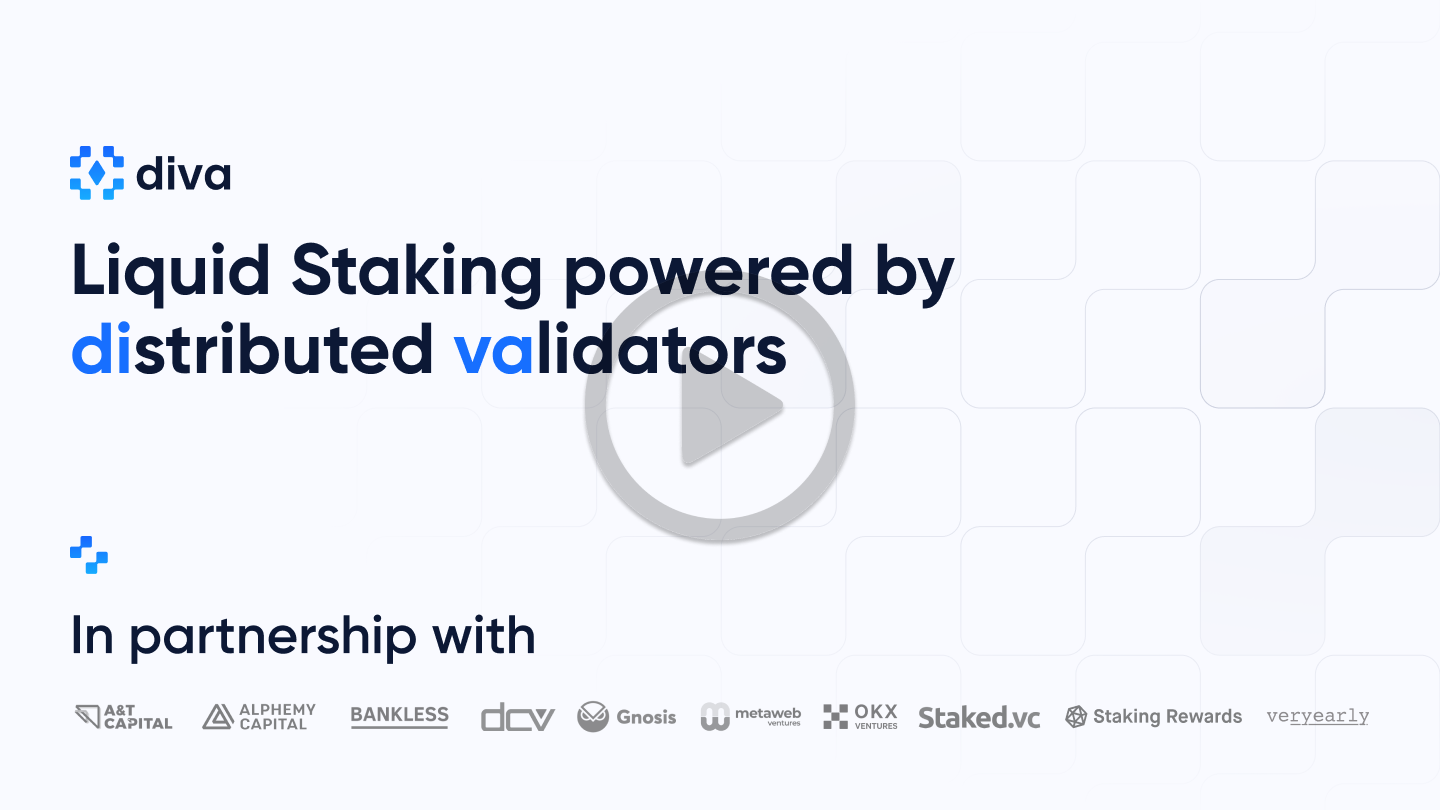 diva
Liquid Staking powered by
distributed validators
In partnership with
A&T CAPITAL
ALPHEMY CAPITAL
BANKLESS
dcv
Gnosis
metaweb ventures
OKX VENTURES
Staked.vc
Staking Rewards
veryearly